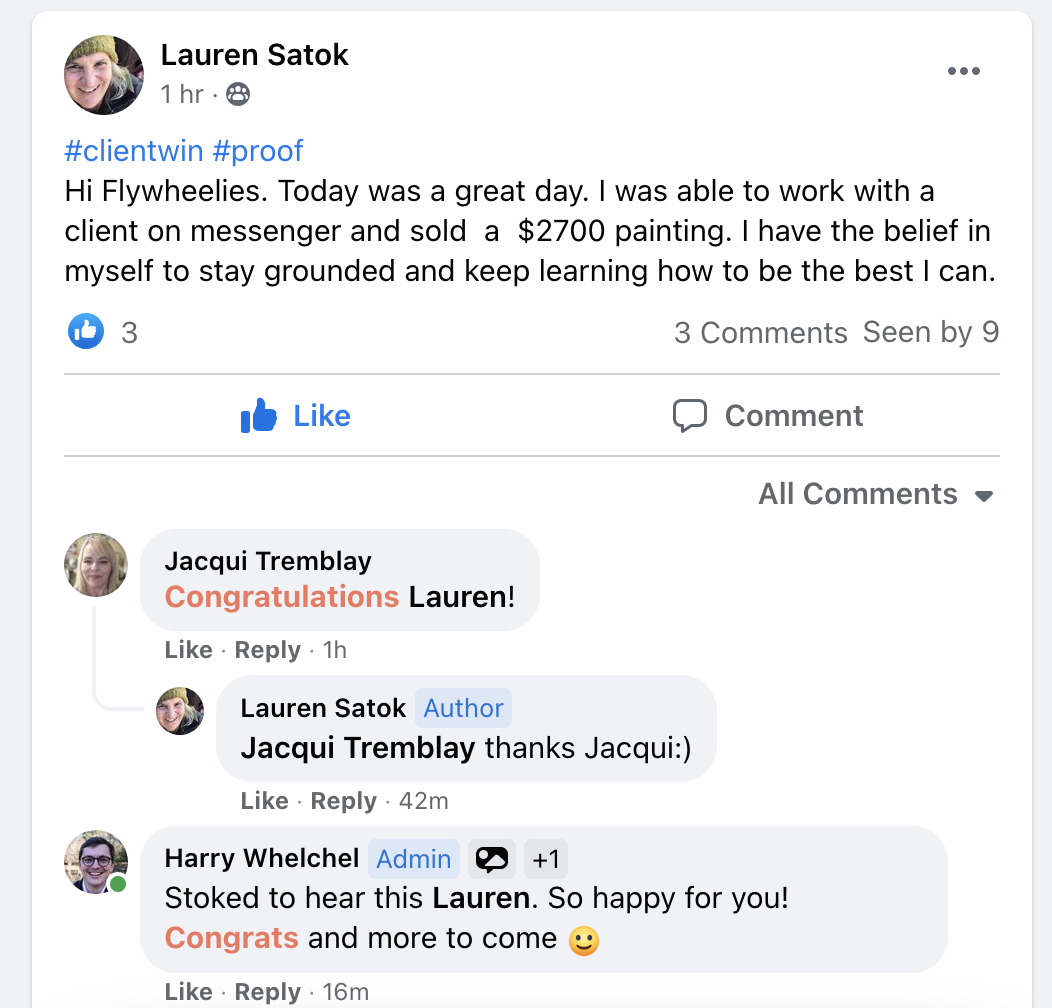 Lauren Satok
1 hr ·
#clientwin #proof
Hi Flywheelies. Today was a great day. I was able to work with a
client on messenger and sold  a  $2700 painting. I have the belief in
myself to stay grounded and keep learning how to be the best I can.
3
3 Comments Seen by 9
Like
Comment
All Comments
Jacqui Tremblay
Congratulations Lauren!
Like · Reply · 1h
Lauren Satok Author
Jacqui Tremblay thanks Jacqui:)
Like · Reply · 42m
Harry Whelchel Admin +1
Stoked to hear this Lauren. So happy for you!
Congrats and more to come 🙂
Like · Reply · 16m